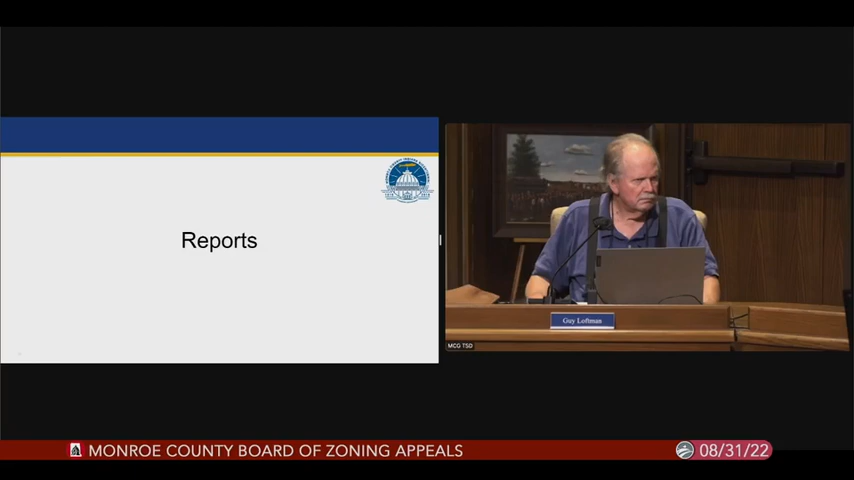 Reports
Guy Loftman
MCG TSD
MONROE COUNTY BOARD OF ZONING APPEALS
08/31/22